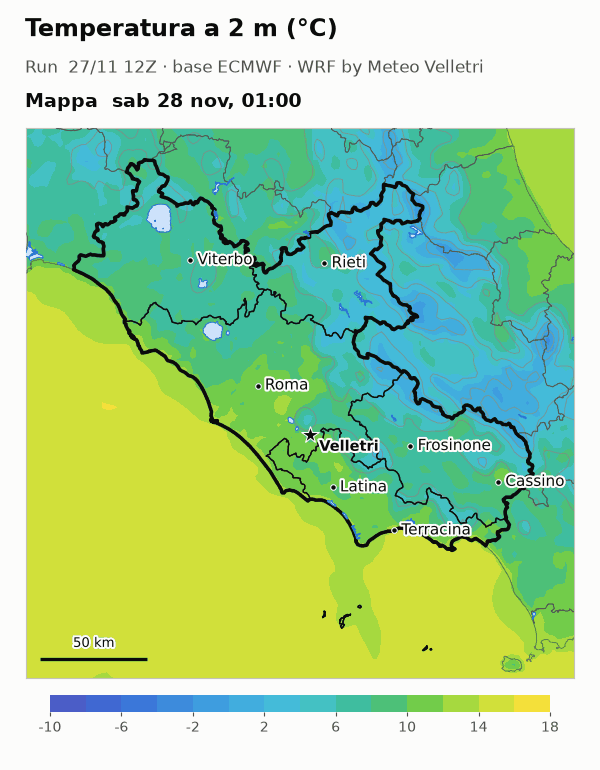 Temperatura a 2 m (°C)
Run  27/11 12Z · base ECMWF · WRF by Meteo Velletri
Mappa  sab 28 nov, 01:00
Viterbo
Rieti
Roma
Velletri
Frosinone
Cassino
Latina
Terracina
50 km
-10 -6 -2 2 6 10 14 18